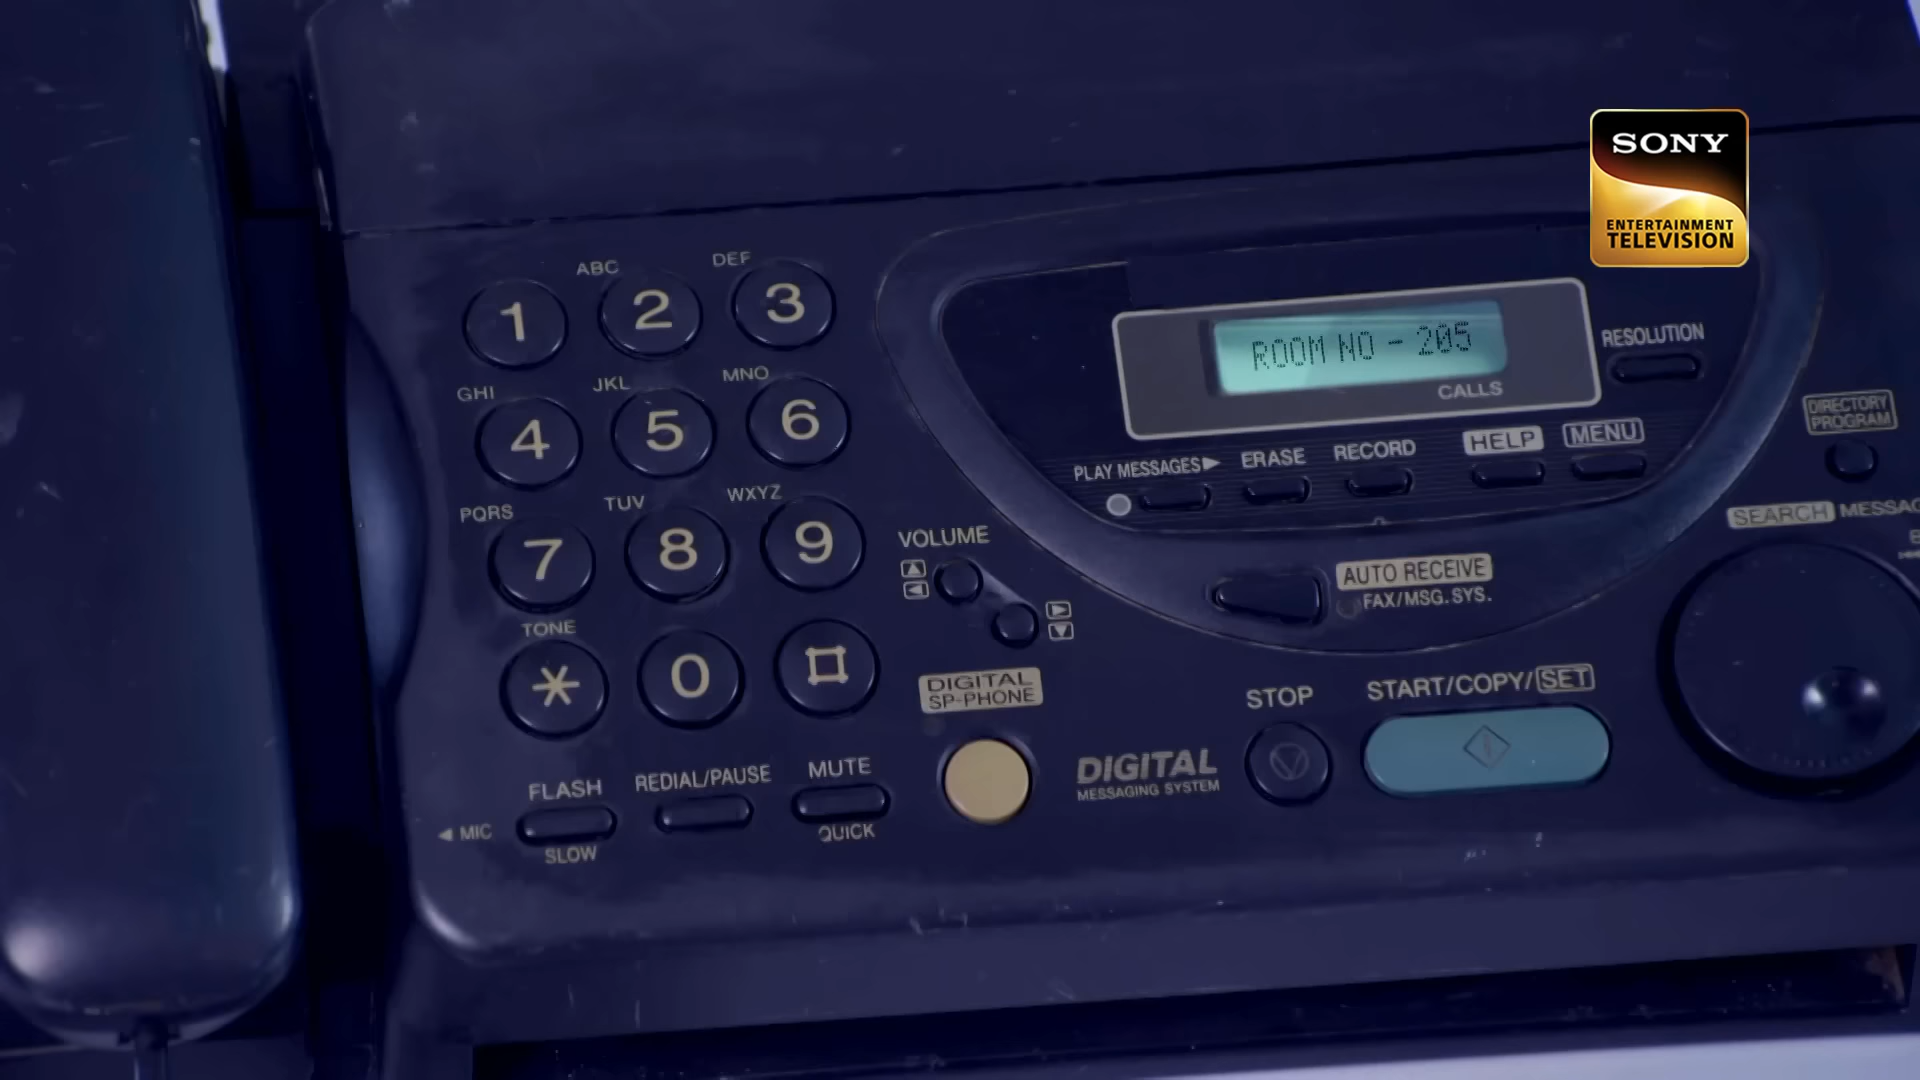 SONY
ENTERTAINMENT
TELEVISION
ABC
DEF
1
2
3
GHI
JKL
MNO
4
5
6
PQRS
TUV
WXYZ
7
8
9
TONE
*
0
FLASH
REDIAL/PAUSE
MUTE
MIC
SLOW
QUICK
ROOM NO - 205
CALLS
RESOLUTION
PLAY MESSAGES
ERASE
RECORD
HELP
MENU
DIRECTORY
PROGRAM
SEARCH
VOLUME
AUTO RECEIVE
FAX/MSG. SYS.
DIGITAL
SP-PHONE
DIGITAL
MESSAGING SYSTEM
STOP
START/COPY/SET